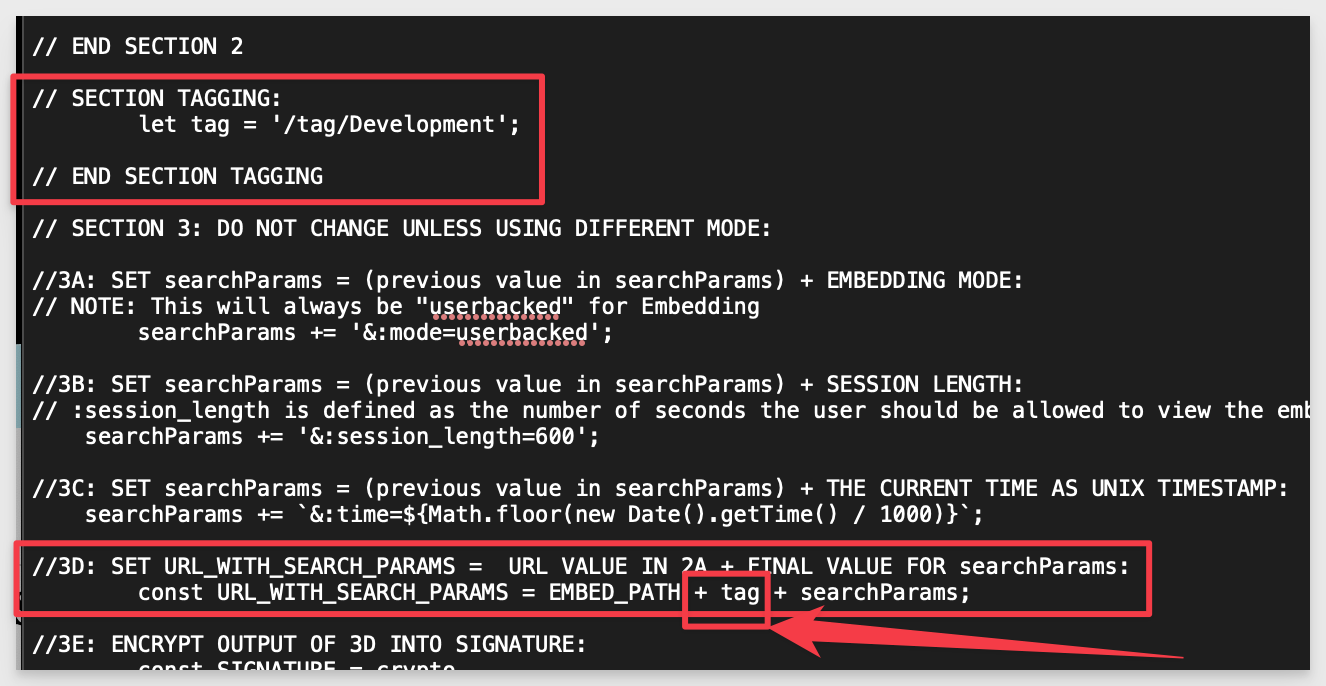 // END SECTION 2
// SECTION TAGGING:
let tag = '/tag/Development';
// END SECTION TAGGING
// SECTION 3: DO NOT CHANGE UNLESS USING DIFFERENT MODE:
//3A: SET searchParams = (previous value in searchParams) + EMBEDDING MODE:
// NOTE: This will always be "userbacked" for Embedding
searchParams += '&:mode=userbacked';
//3B: SET searchParams = (previous value in searchParams) + SESSION LENGTH:
// :session_length is defined as the number of seconds the user should be allowed to view the emb
searchParams += '&:session_length=600';
//3C: SET searchParams = (previous value in searchParams) + THE CURRENT TIME AS UNIX TIMESTAMP:
searchParams += `&:time=${Math.floor(new Date().getTime() / 1000)}`;
//3D: SET URL_WITH_SEARCH_PARAMS =  URL VALUE IN 2A + FINAL VALUE FOR searchParams:
const URL_WITH_SEARCH_PARAMS = EMBED_PATH + tag + searchParams;
//3E: ENCRYPT OUTPUT OF 3D INTO SIGNATURE:
const SIGNATURE = crypto